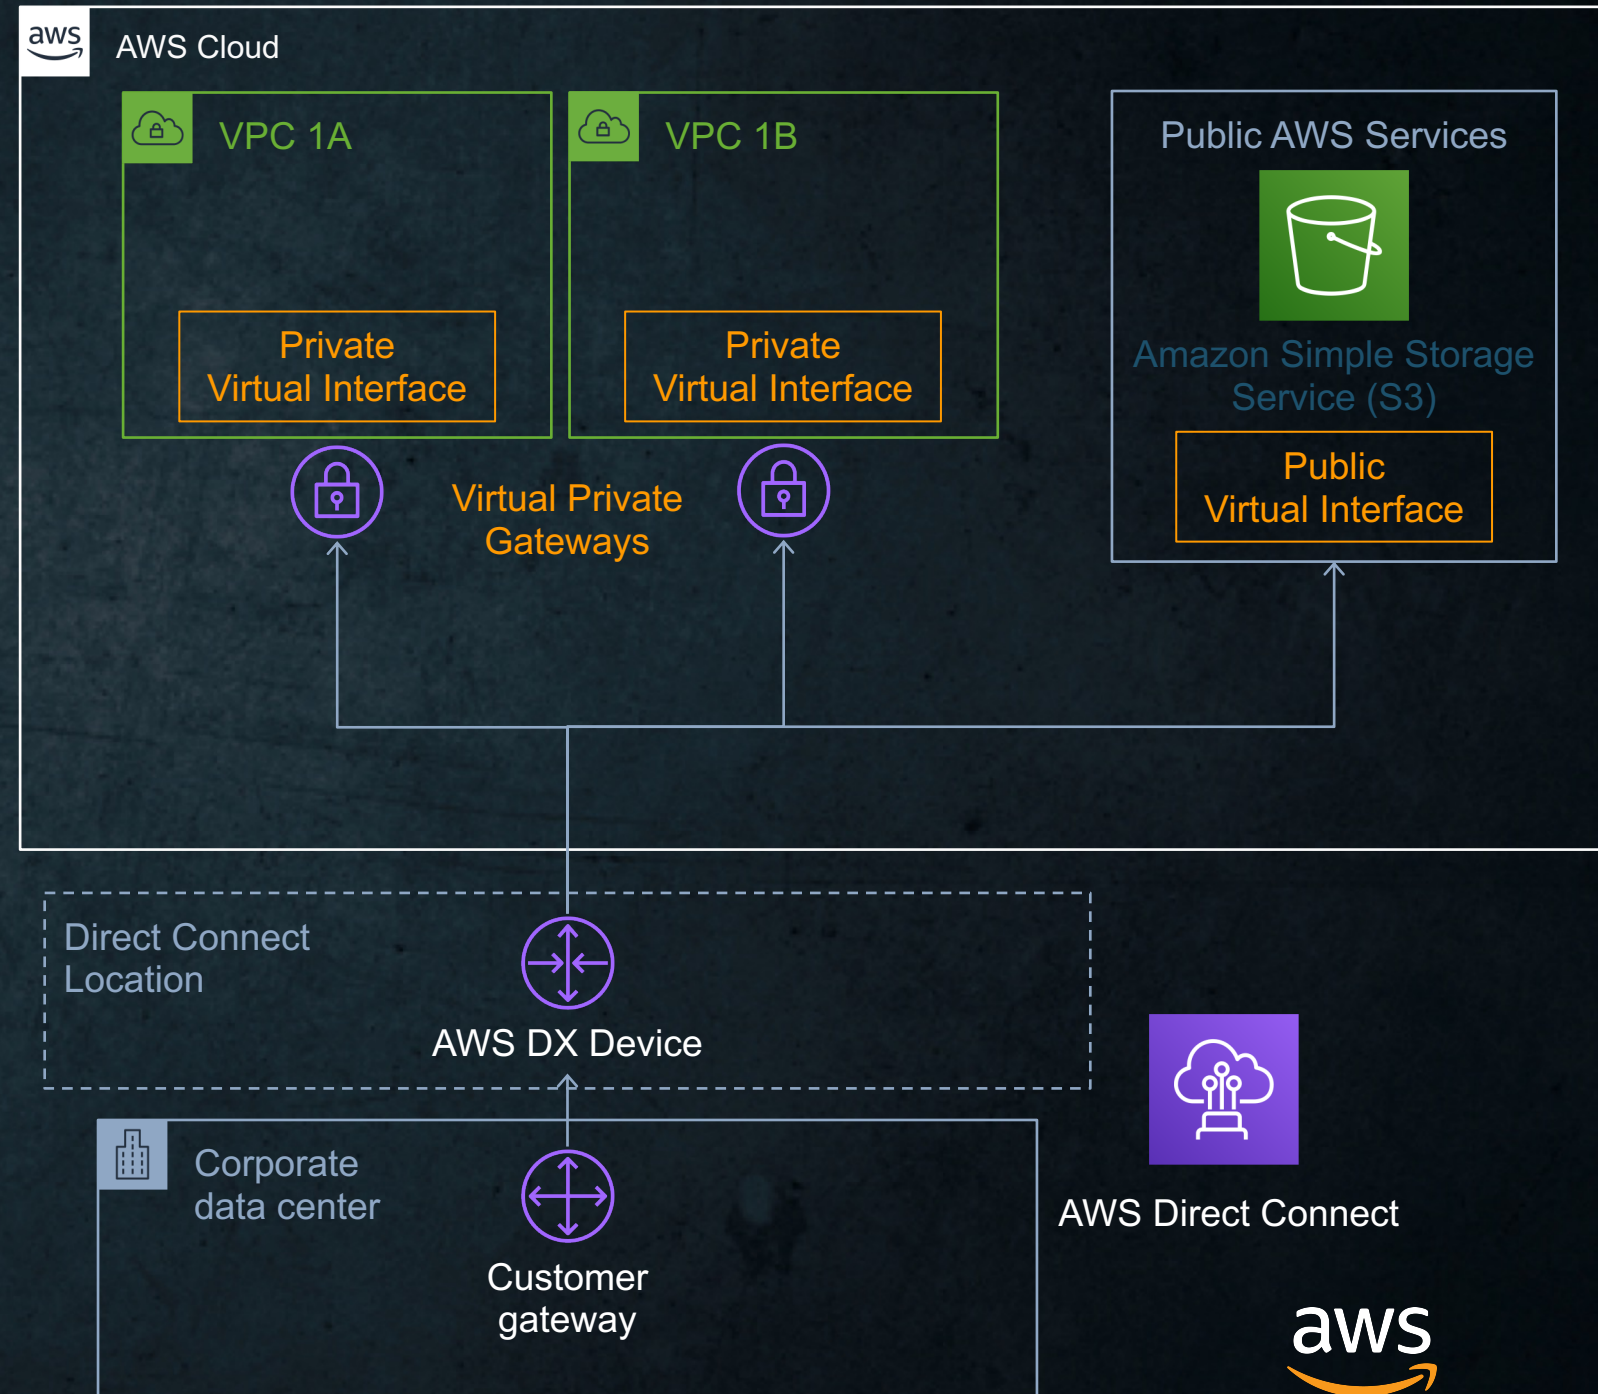 aws
AWS Cloud
VPC 1A
VPC 1B
Public AWS Services
Private
Virtual Interface
Private
Virtual Interface
Amazon Simple Storage
Service (S3)
Public
Virtual Interface
Virtual Private
Gateways
Direct Connect
Location
AWS DX Device
Corporate
data center
Customer
gateway
AWS Direct Connect
aws